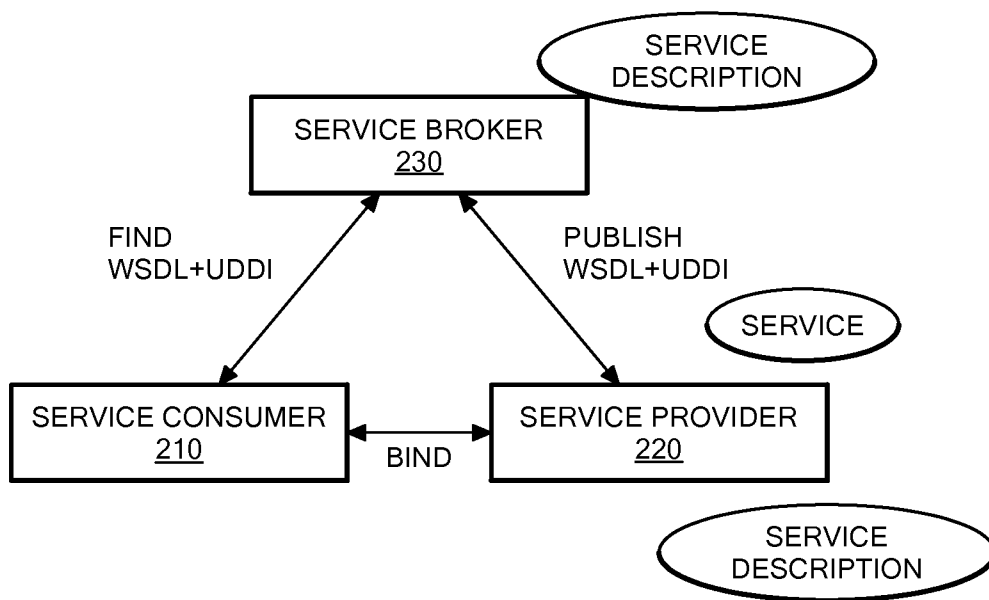 SERVICE
DESCRIPTION
SERVICE BROKER
230
FIND
WSDL+UDDI
PUBLISH
WSDL+UDDI
SERVICE
SERVICE CONSUMER
210
BIND
SERVICE PROVIDER
220
SERVICE
DESCRIPTION